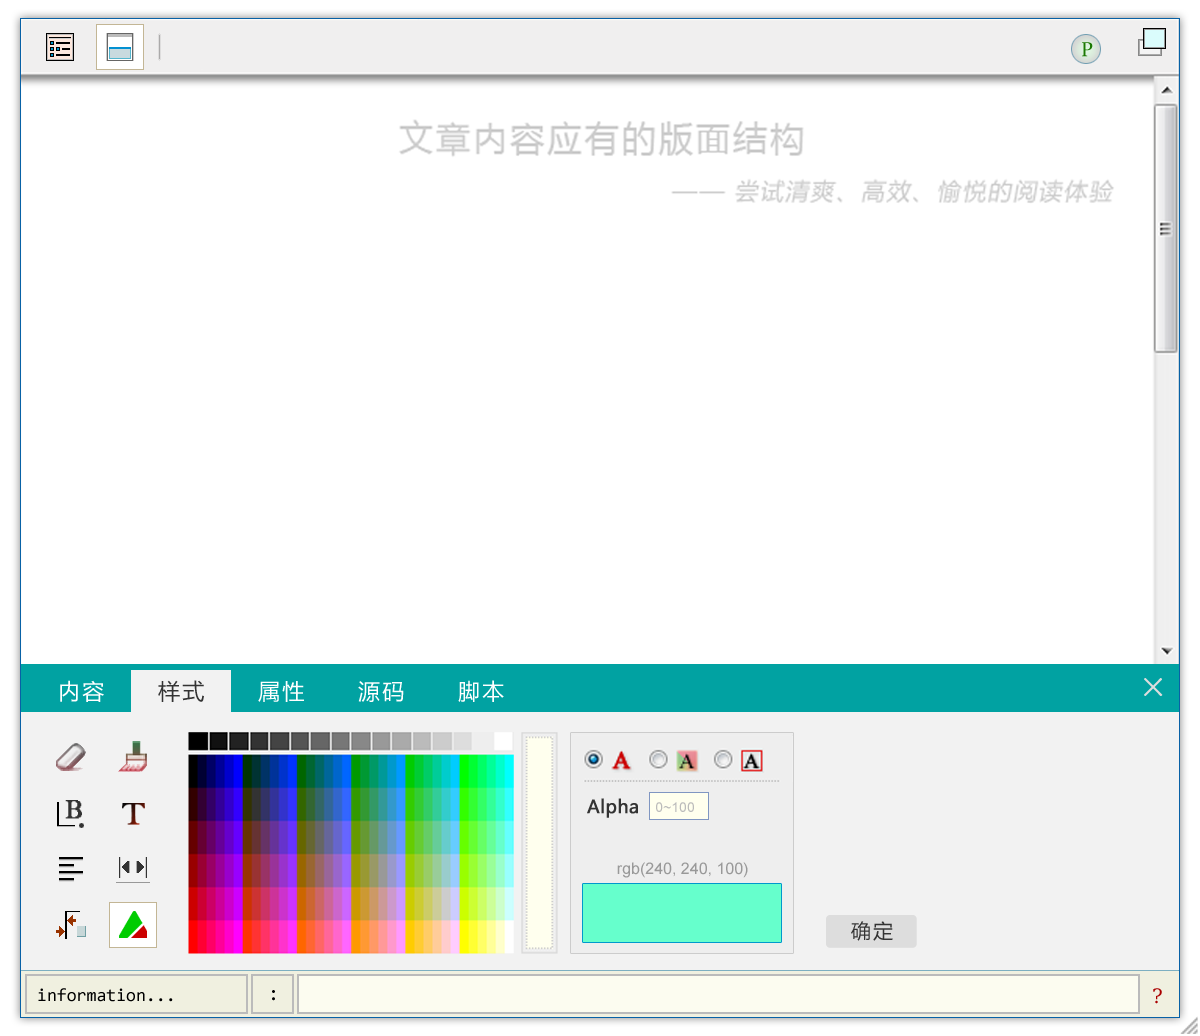 P
文章内容应有的版面结构
—— 尝试清爽、高效、愉悦的阅读体验
内容 样式 属性 源码 脚本
A A A
B T
Alpha 0~100
rgb(240, 240, 100)
确定
information... : ?